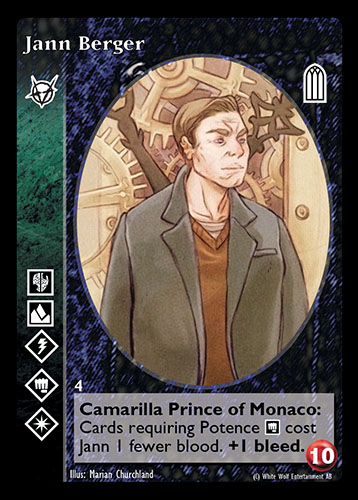 Jann Berger
4
Camarilla Prince of Monaco:
Cards requiring Potence cost
Jann 1 fewer blood. +1 bleed.
10
Illus: Marian Churchland
(C) White Wolf Entertainment AB